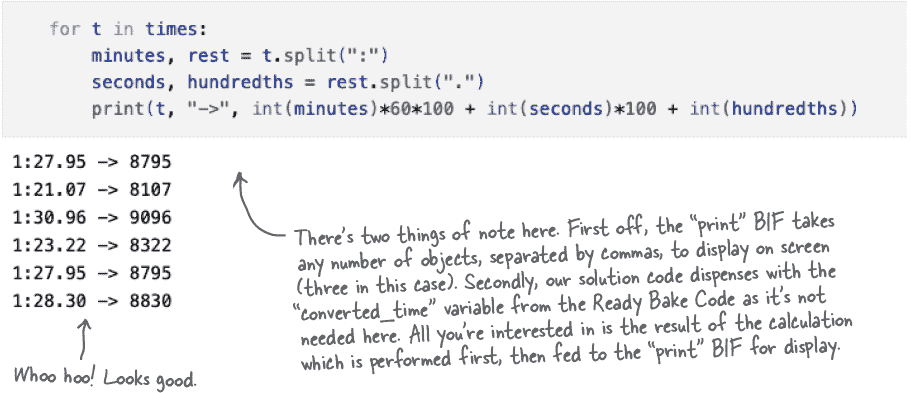 for t in times:
    minutes, rest = t.split(":")
    seconds, hundredths = rest.split(".")
    print(t, "->", int(minutes)*60*100 + int(seconds)*100 + int(hundredths))
1:27.95 -> 8795
1:21.07 -> 8107
1:30.96 -> 9096
1:23.22 -> 8322
1:27.95 -> 8795
1:28.30 -> 8830
There's two things of note here. First off, the "print" BIF takes
any number of objects, separated by commas, to display on screen
(three in this case). Secondly, our solution code dispenses with the
"converted_time" variable from the Ready Bake Code as it's not
needed here. All you're interested in is the result of the calculation
which is performed first, then fed to the "print" BIF for display.
Whoo hoo! Looks good.